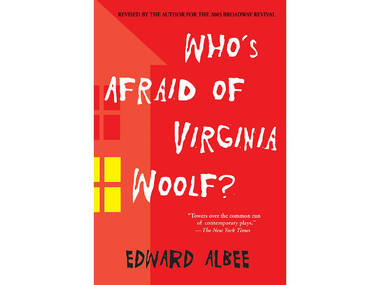 REVISED BY THE AUTHOR FOR THE 2005 BROADWAY REVIVAL
WHO'S
AFRAID OF
VIRGINIA
WOOLF?
"Towers over the common run
of contemporary plays."
—The New York Times
EDWARD ALBEE